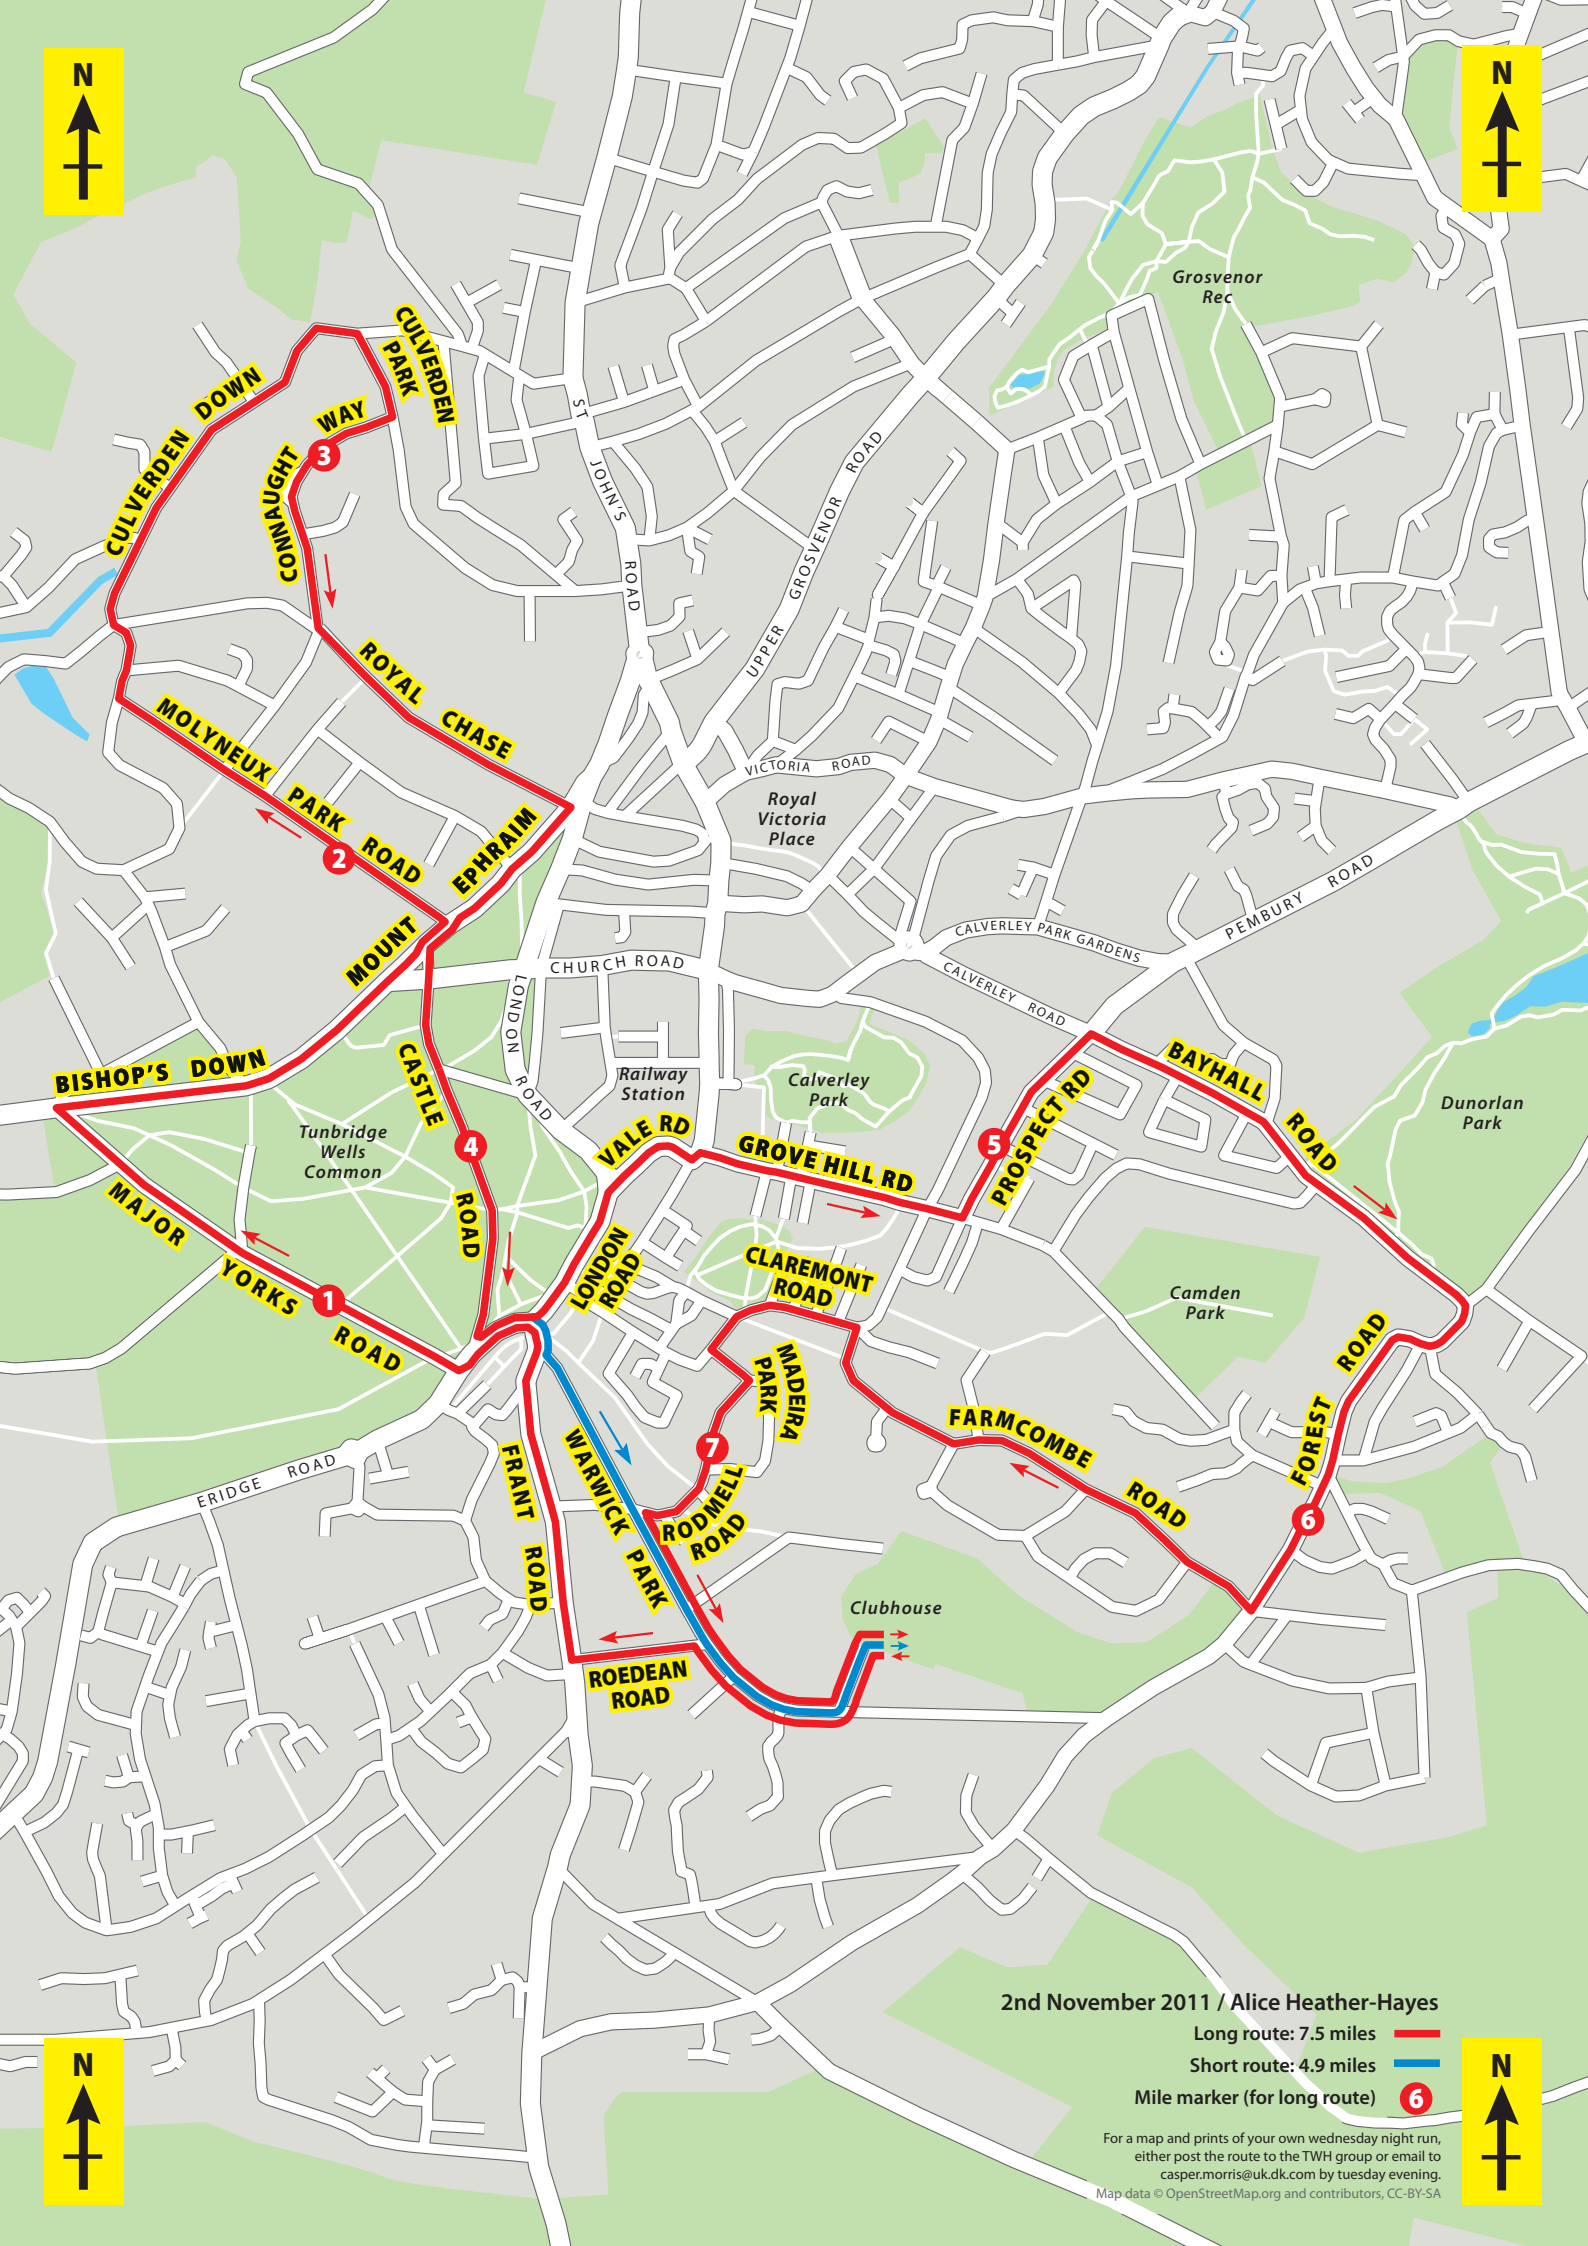 N
N
Grosvenor
Rec
CULVERDEN
PARK
CULVERDEN DOWN
CONNAUGHT WAY
3
ST JOHN'S ROAD
UPPER GROSVENOR ROAD
ROYAL CHASE
MOLYNEUX PARK ROAD
2
MOUNT EPHRAIM
VICTORIA ROAD
Royal
Victoria
Place
PEMBURY ROAD
CALVERLEY PARK GARDENS
CALVERLEY ROAD
CHURCH ROAD
LONDON ROAD
BISHOP'S DOWN
CASTLE ROAD
4
Railway
Station
Calverley
Park
BAYHALL ROAD
Dunorlan
Park
Tunbridge
Wells
Common
VALE RD
GROVE HILL RD
5
PROSPECT RD
MAJOR YORKS ROAD
1
LONDON
ROAD
CLAREMONT
ROAD
Camden
Park
MADEIRA
PARK
FOREST ROAD
FARMCOMBE ROAD
7
6
ERIDGE ROAD
FRANT ROAD
WARWICK PARK
RODMELL
ROAD
Clubhouse
ROEDEAN
ROAD
2nd November 2011 / Alice Heather-Hayes
Long route: 7.5 miles
Short route: 4.9 miles
Mile marker (for long route) 6
For a map and prints of your own wednesday night run,
either post the route to the TWH group or email to
casper.morris@uk.dk.com by tuesday evening.
Map data © OpenStreetMap.org and contributors, CC-BY-SA
N
N